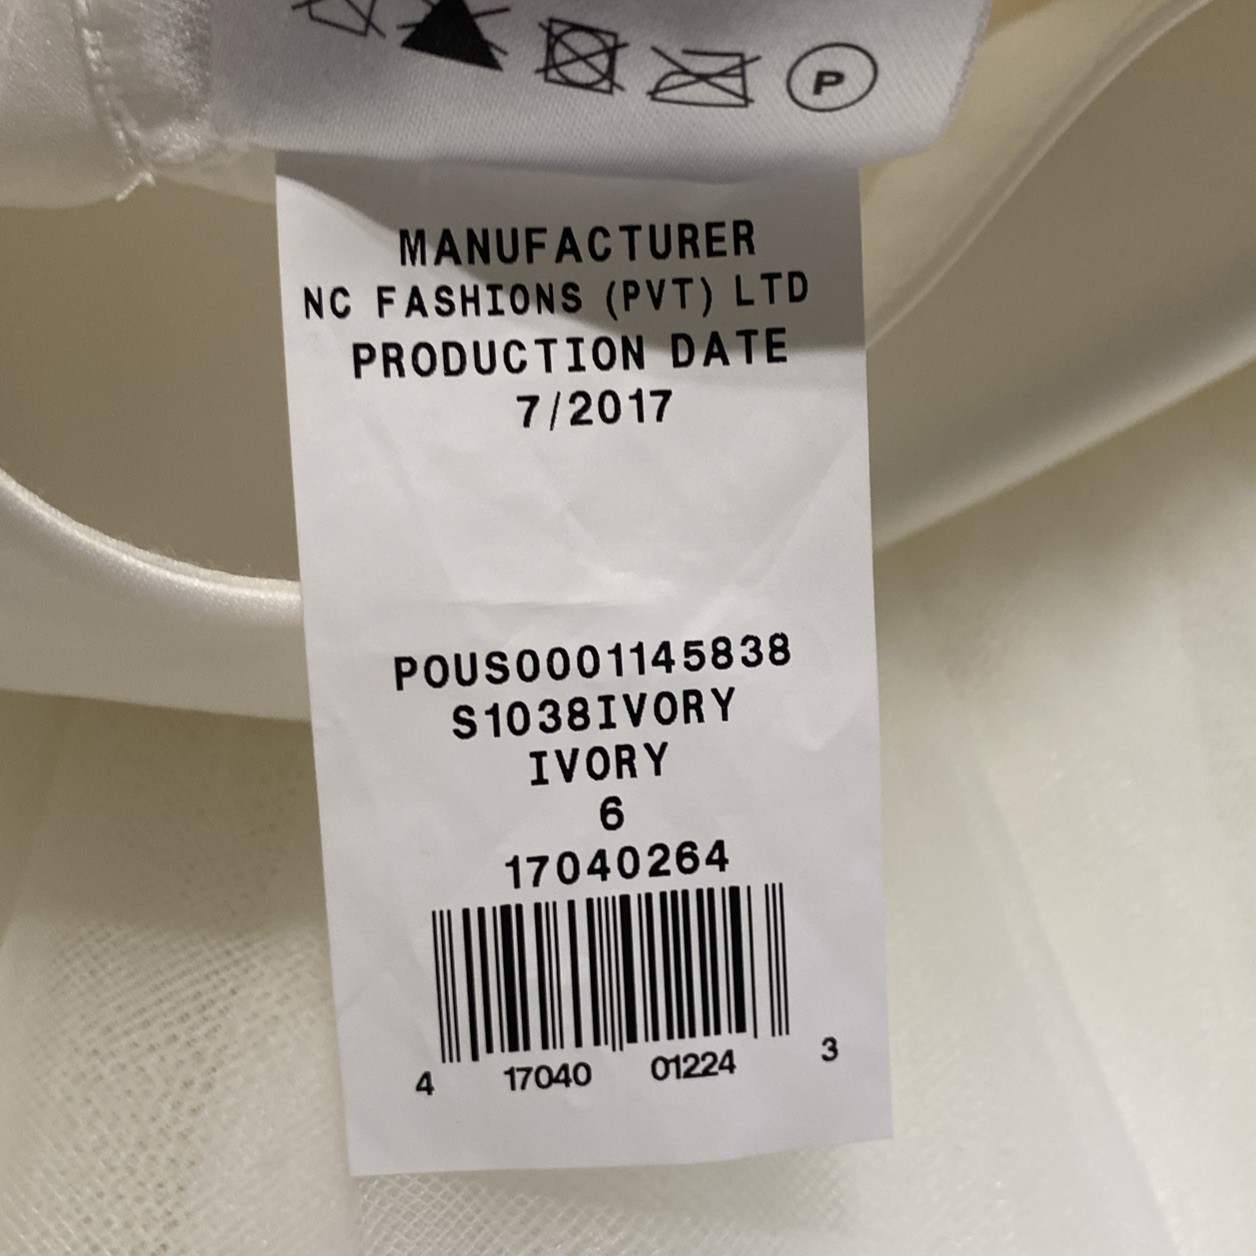 P
MANUFACTURER
NC FASHIONS (PVT) LTD
PRODUCTION DATE
7/2017
POUS0001145838
S1038IVORY
IVORY
6
17040264
4 17040 01224 3